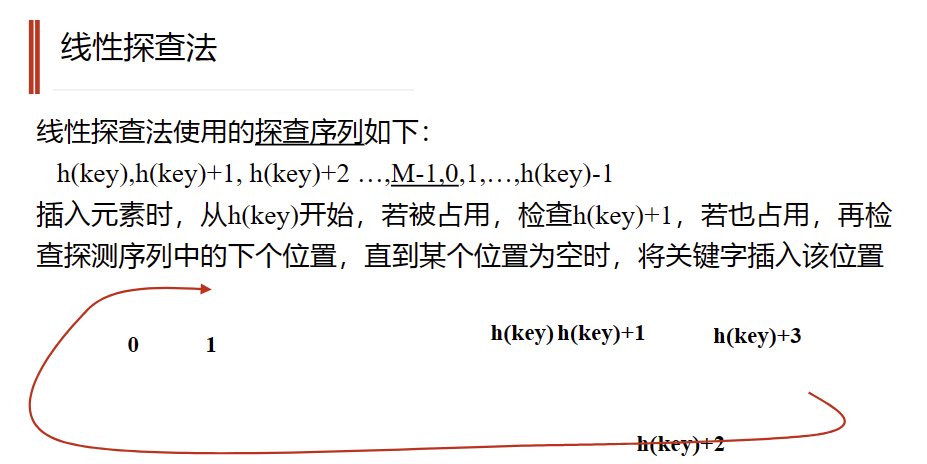 线性探查法
线性探查法使用的探查序列如下：
h(key),h(key)+1, h(key)+2 …,M-1,0,1,…,h(key)-1
插入元素时，从h(key)开始，若被占用，检查h(key)+1，若也占用，再检
查探测序列中的下个位置，直到某个位置为空时，将关键字插入该位置
0 1 h(key) h(key)+1 h(key)+3
h(key)+2